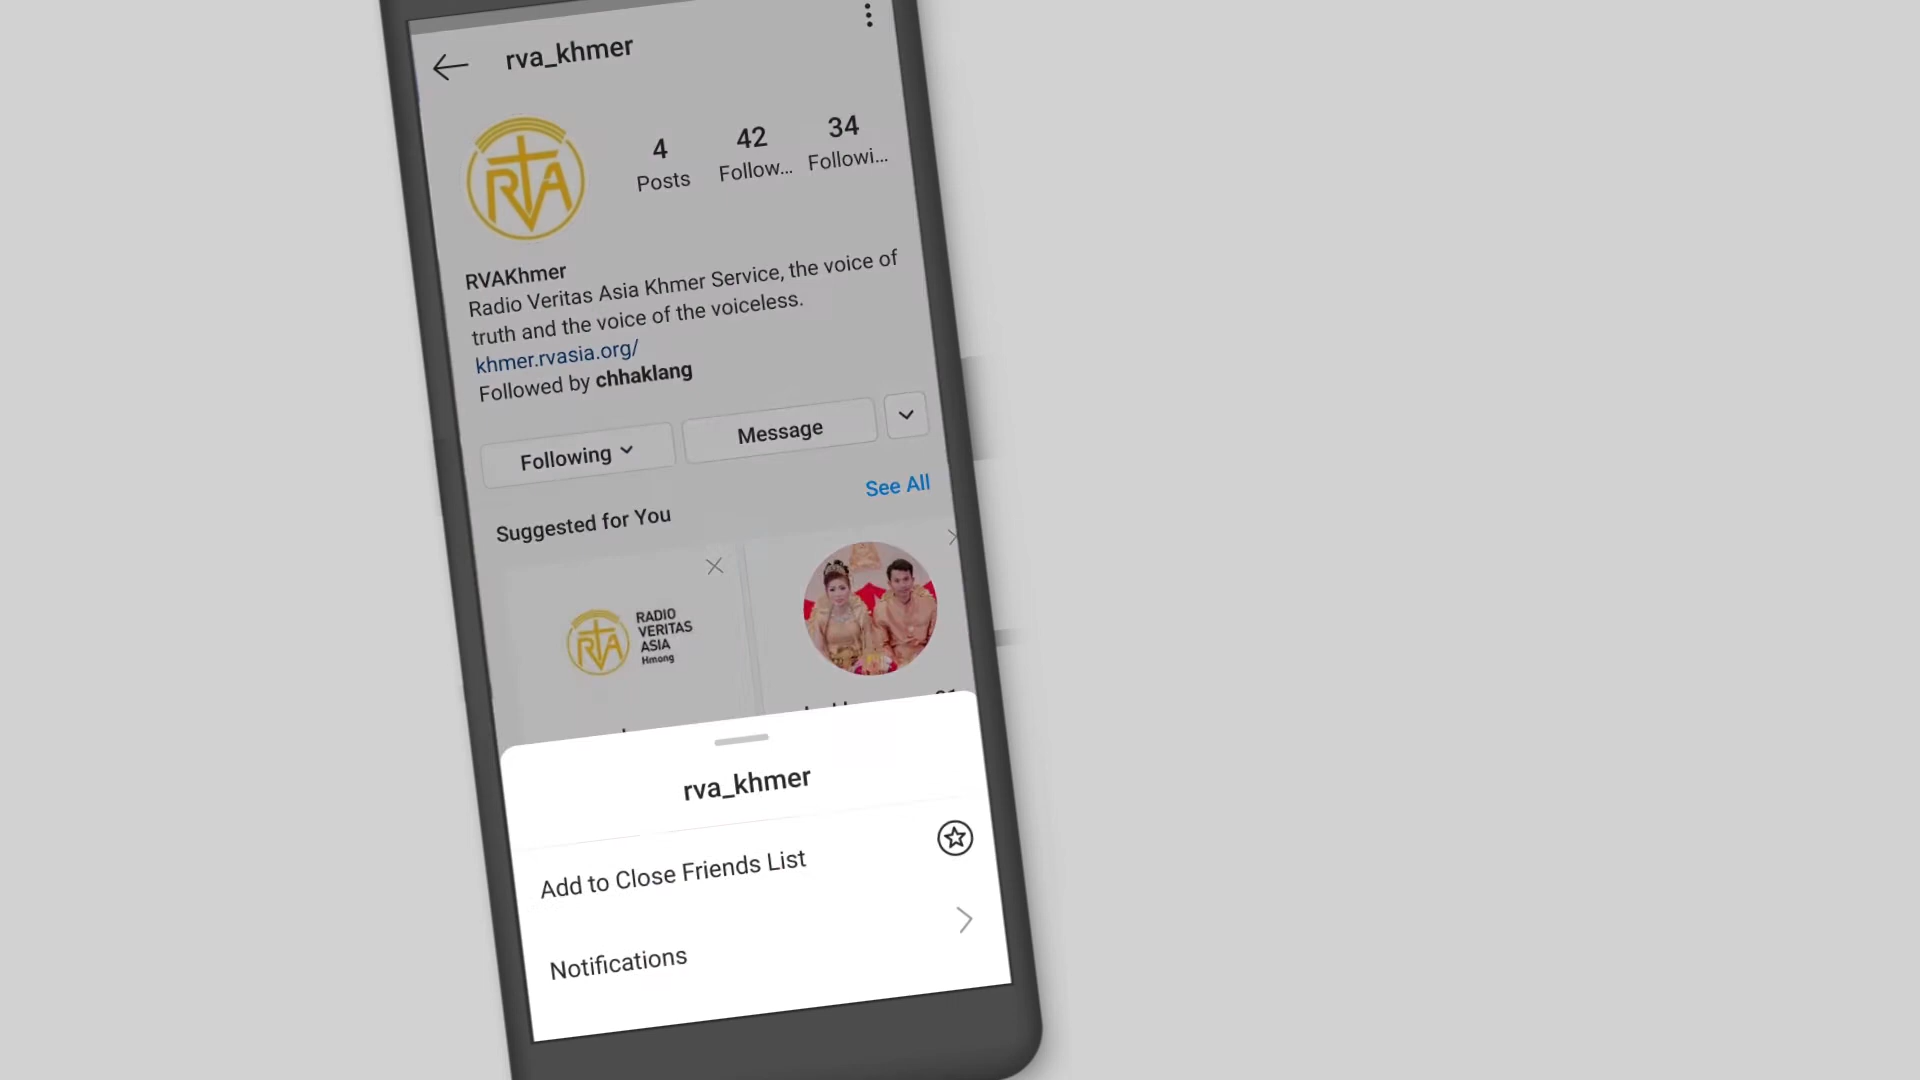 rva_khmer
4
Posts
42
Follow...
34
Followi...
RVAKhmer
Radio Veritas Asia Khmer Service, the voice of
truth and the voice of the voiceless.
khmer.rvasia.org/
Followed by chhaklang
Following
Message
See All
Suggested for You
RVA
RADIO
VERITAS
ASIA
Hmong
rva_khmer
Add to Close Friends List
Notifications